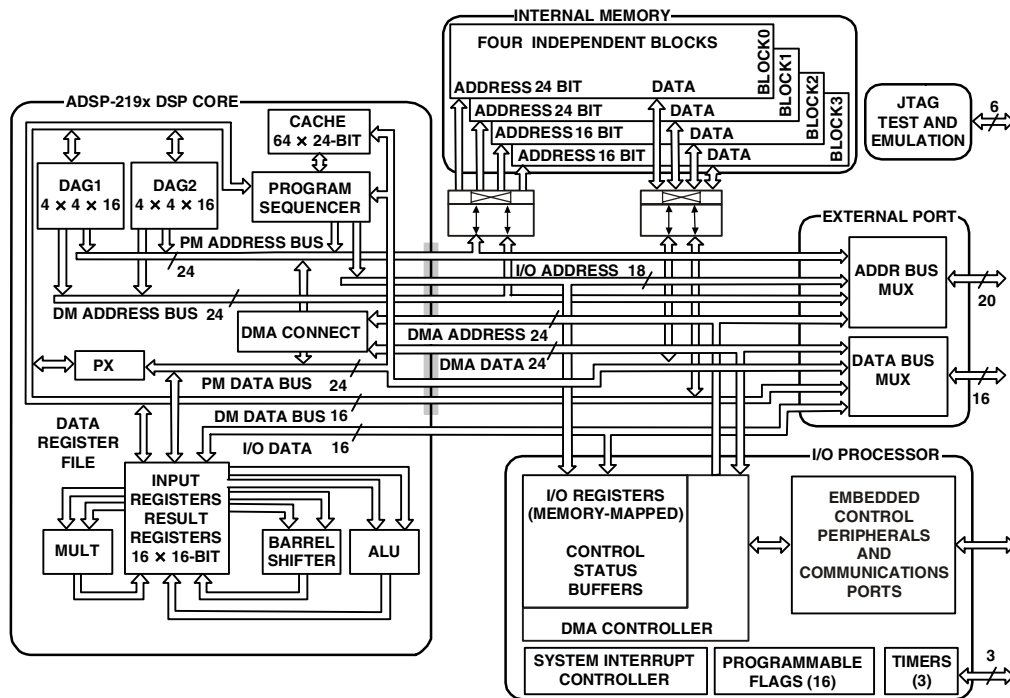 INTERNAL MEMORY
FOUR INDEPENDENT BLOCKS
BLOCK0
BLOCK1
BLOCK2
BLOCK3
ADDRESS 24 BIT DATA
ADDRESS 24 BIT DATA
ADDRESS 16 BIT DATA
ADDRESS 16 BIT DATA
JTAG
TEST AND
EMULATION
6
ADSP-219x DSP CORE
CACHE
64 × 24-BIT
DAG1
4 × 4 × 16
DAG2
4 × 4 × 16
PROGRAM
SEQUENCER
PM ADDRESS BUS
24
I/O ADDRESS 18
DM ADDRESS BUS 24
DMA CONNECT
DMA ADDRESS 24
DMA DATA 24
PX
PM DATA BUS 24
DM DATA BUS 16
I/O DATA 16
EXTERNAL PORT
ADDR BUS
MUX
20
DATA BUS
MUX
16
DATA
REGISTER
FILE
INPUT
REGISTERS
RESULT
REGISTERS
16 × 16-BIT
MULT
BARREL
SHIFTER
ALU
I/O PROCESSOR
I/O REGISTERS
(MEMORY-MAPPED)
CONTROL
STATUS
BUFFERS
DMA CONTROLLER
EMBEDDED
CONTROL
PERIPHERALS
AND
COMMUNICATIONS
PORTS
SYSTEM INTERRUPT
CONTROLLER
PROGRAMMABLE
FLAGS (16)
TIMERS
(3)
3